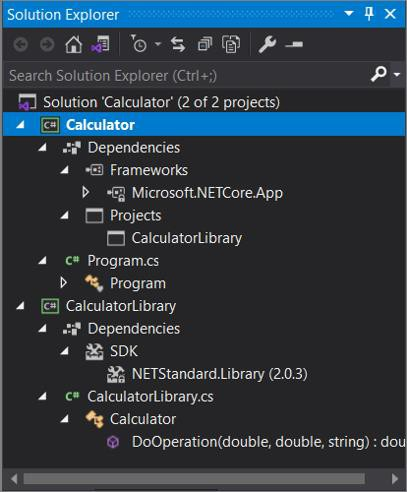 Solution Explorer
Search Solution Explorer (Ctrl+;)
Solution 'Calculator' (2 of 2 projects)
C# Calculator
Dependencies
Frameworks
Microsoft.NETCore.App
Projects
CalculatorLibrary
C# Program.cs
Program
C# CalculatorLibrary
Dependencies
SDK
NETStandard.Library (2.0.3)
C# CalculatorLibrary.cs
Calculator
DoOperation(double, double, string) : dou